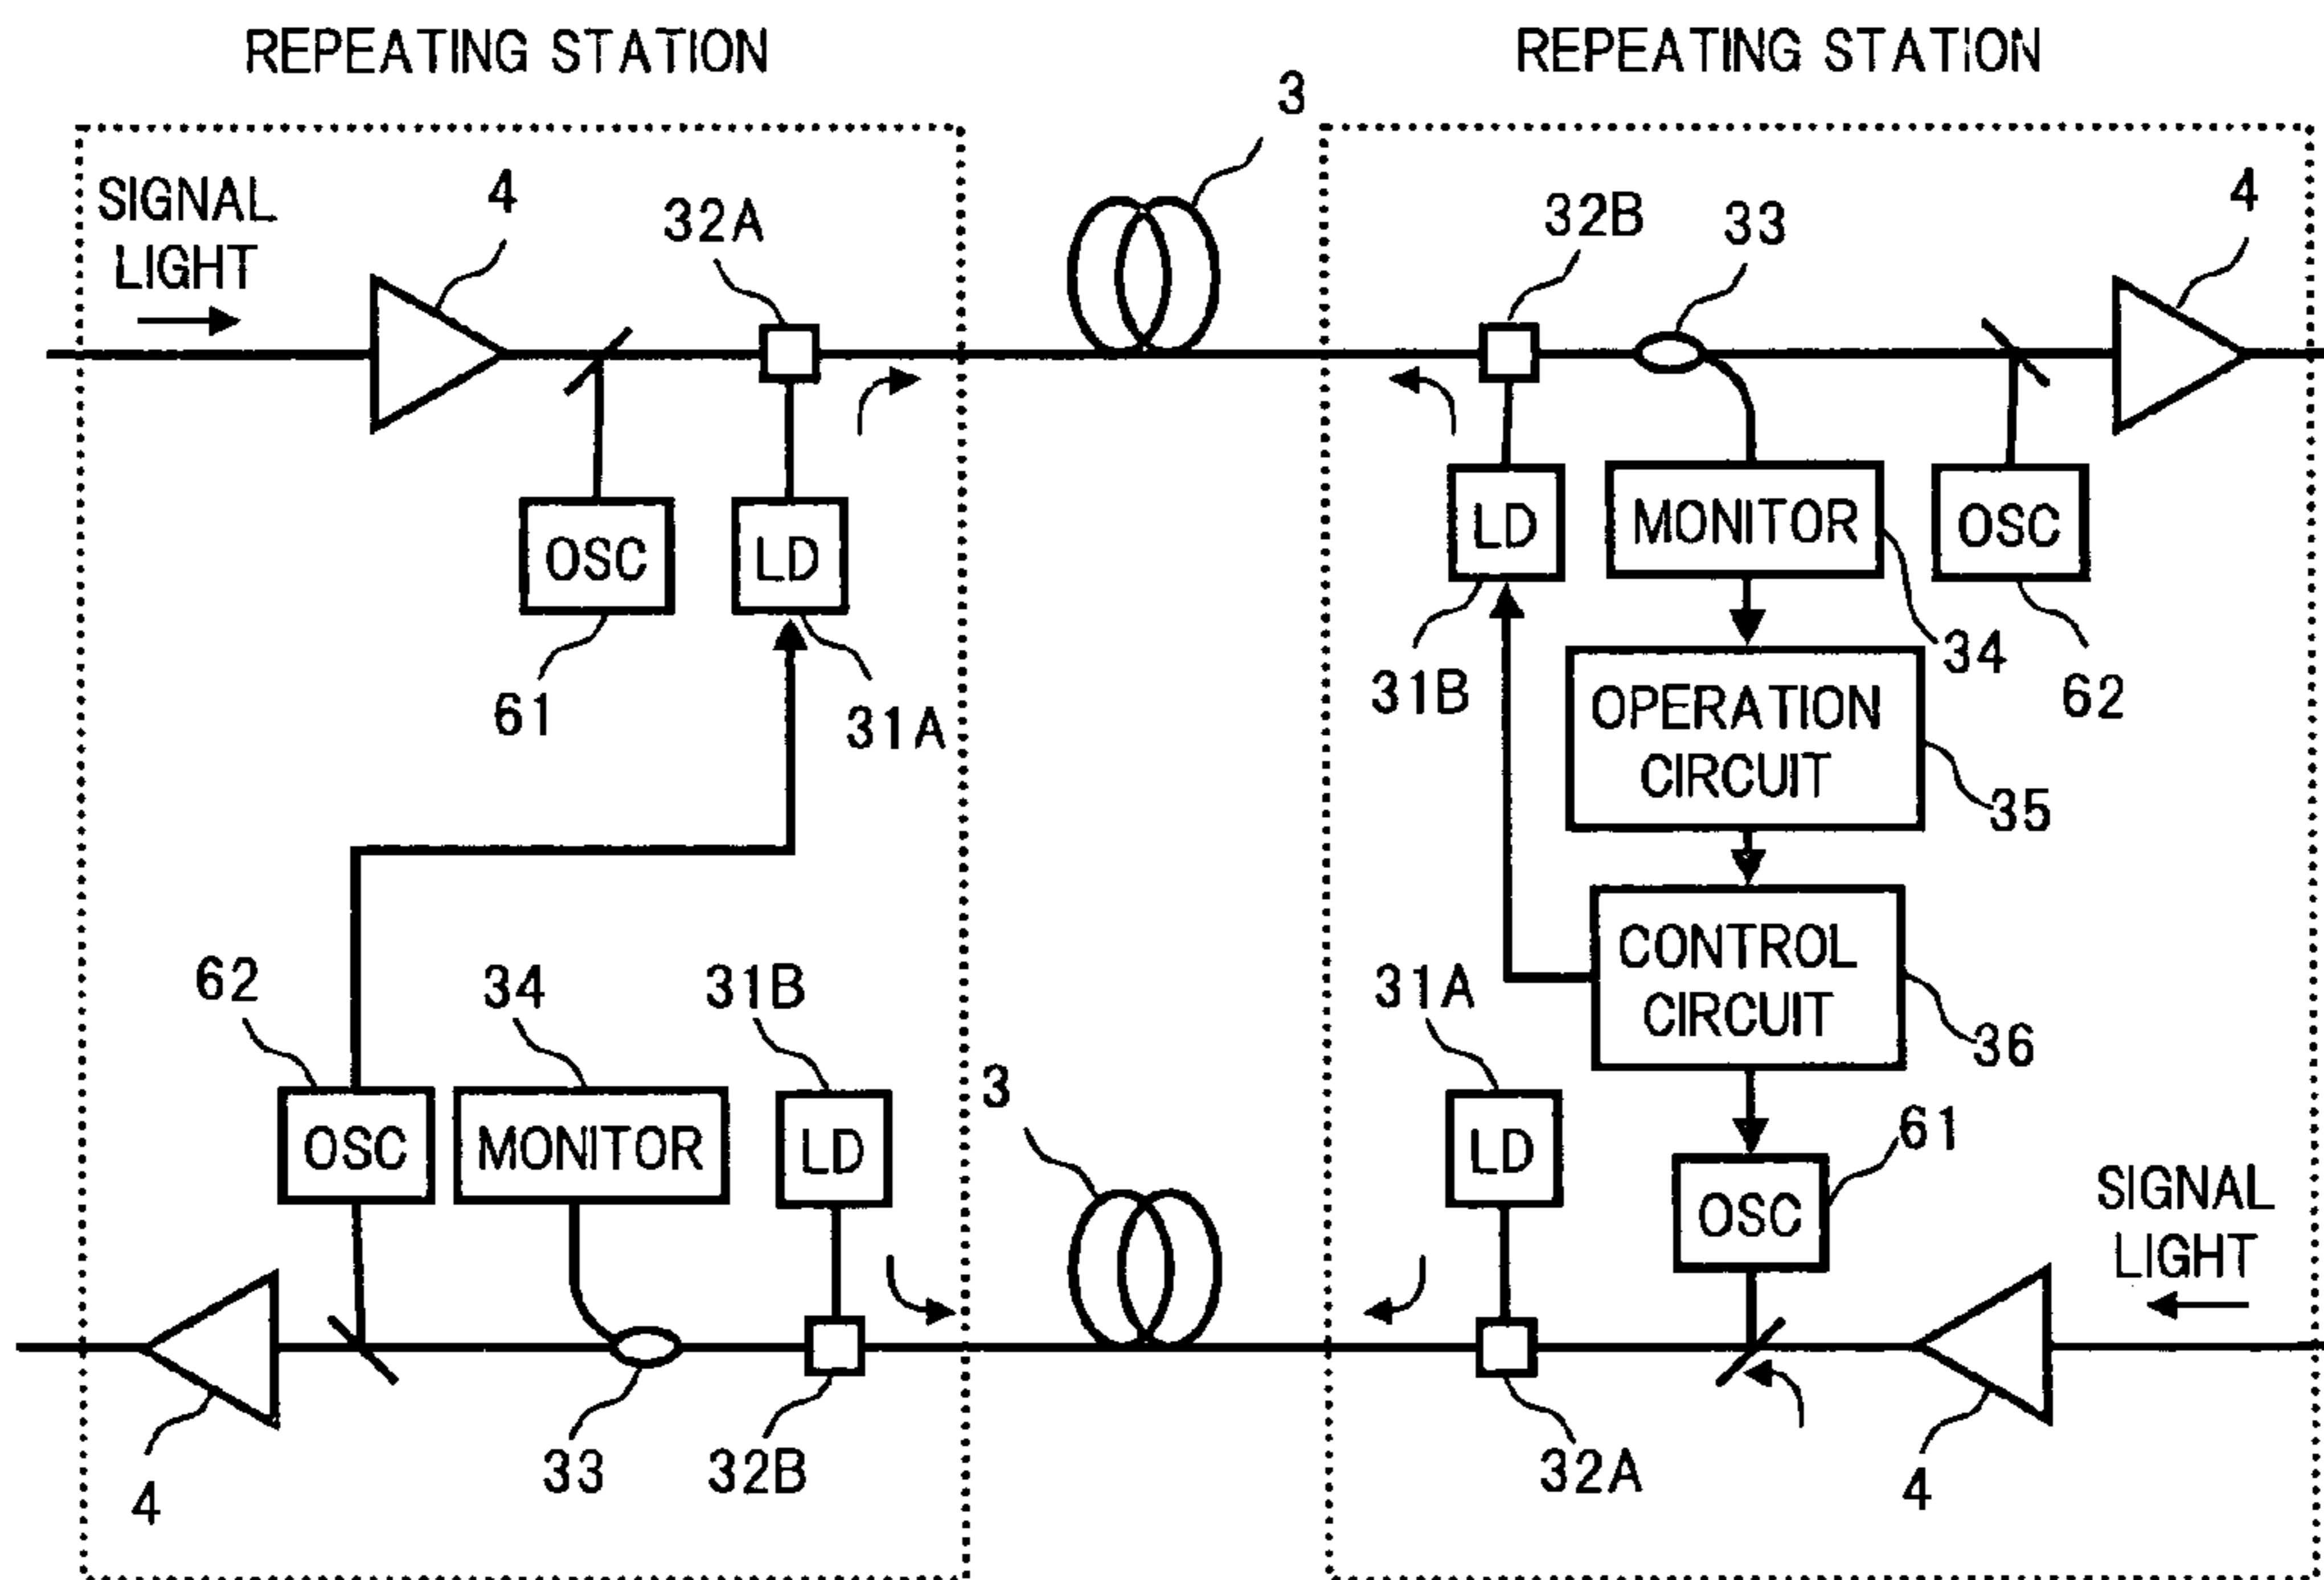 REPEATING STATION
REPEATING STATION
3
SIGNAL
LIGHT
4
32A
32B
33
4
OSC
LD
LD
MONITOR
OSC
61
31A
31B
34
62
OPERATION
CIRCUIT
35
62
34
31B
3
31A
CONTROL
CIRCUIT
36
OSC
MONITOR
LD
LD
61
OSC
SIGNAL
LIGHT
4
33
32B
32A
4